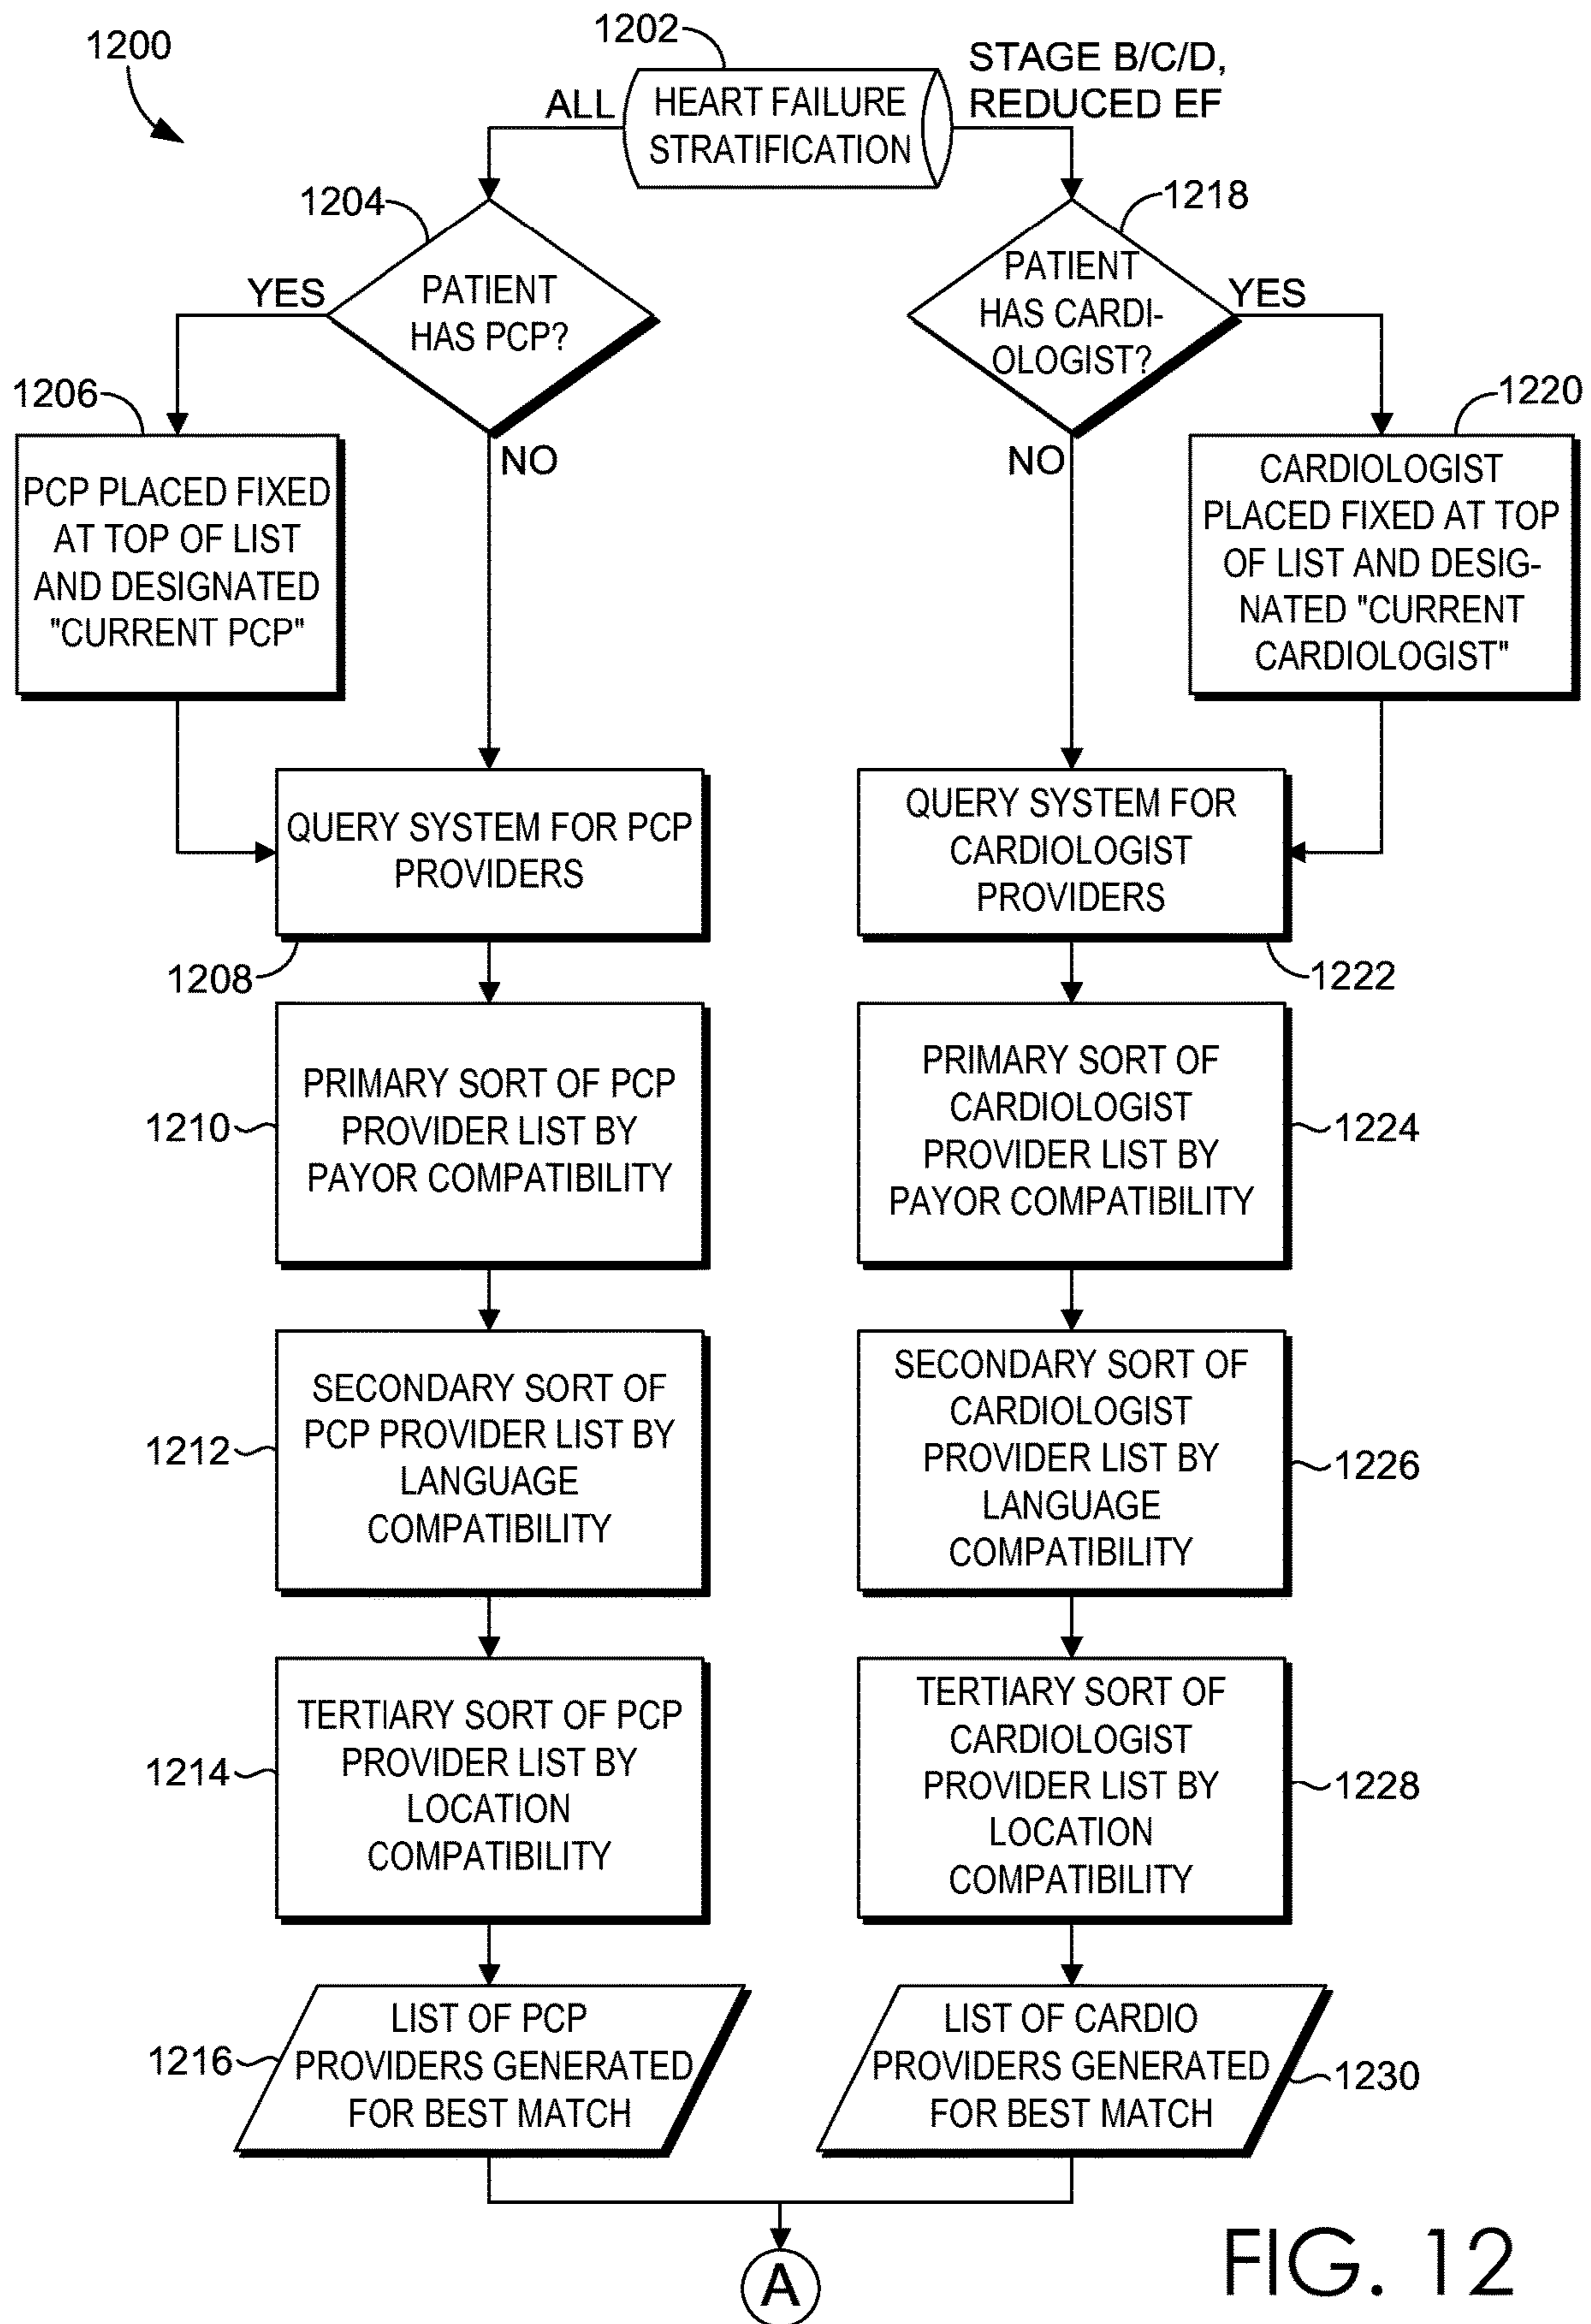 1200
1202
ALL
HEART FAILURE
STRATIFICATION
STAGE B/C/D,
REDUCED EF
1204
PATIENT
HAS PCP?
YES
NO
1206
PCP PLACED FIXED
AT TOP OF LIST
AND DESIGNATED
"CURRENT PCP"
1218
PATIENT
HAS CARDI-
OLOGIST?
YES
NO
1220
CARDIOLOGIST
PLACED FIXED AT TOP
OF LIST AND DESIG-
NATED "CURRENT
CARDIOLOGIST"
QUERY SYSTEM FOR PCP
PROVIDERS
1208
QUERY SYSTEM FOR
CARDIOLOGIST
PROVIDERS
1222
1210
PRIMARY SORT OF PCP
PROVIDER LIST BY
PAYOR COMPATIBILITY
PRIMARY SORT OF
CARDIOLOGIST
PROVIDER LIST BY
PAYOR COMPATIBILITY
1224
1212
SECONDARY SORT OF
PCP PROVIDER LIST BY
LANGUAGE
COMPATIBILITY
SECONDARY SORT OF
CARDIOLOGIST
PROVIDER LIST BY
LANGUAGE
COMPATIBILITY
1226
1214
TERTIARY SORT OF PCP
PROVIDER LIST BY
LOCATION
COMPATIBILITY
TERTIARY SORT OF
CARDIOLOGIST
PROVIDER LIST BY
LOCATION
COMPATIBILITY
1228
1216
LIST OF PCP
PROVIDERS GENERATED
FOR BEST MATCH
LIST OF CARDIO
PROVIDERS GENERATED
FOR BEST MATCH
1230
A
FIG. 12